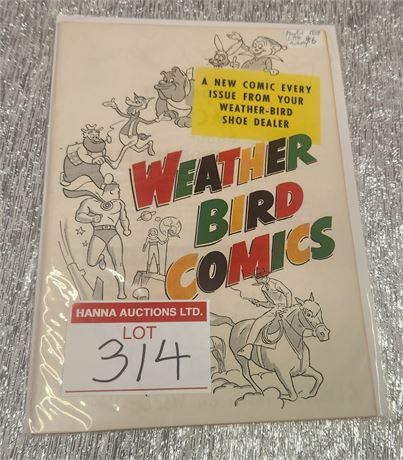 A NEW COMIC EVERY
ISSUE FROM YOUR
WEATHER-BIRD
SHOE DEALER
WEATHER
BIRD
COMICS
HANNA AUCTIONS LTD.
LOT
314